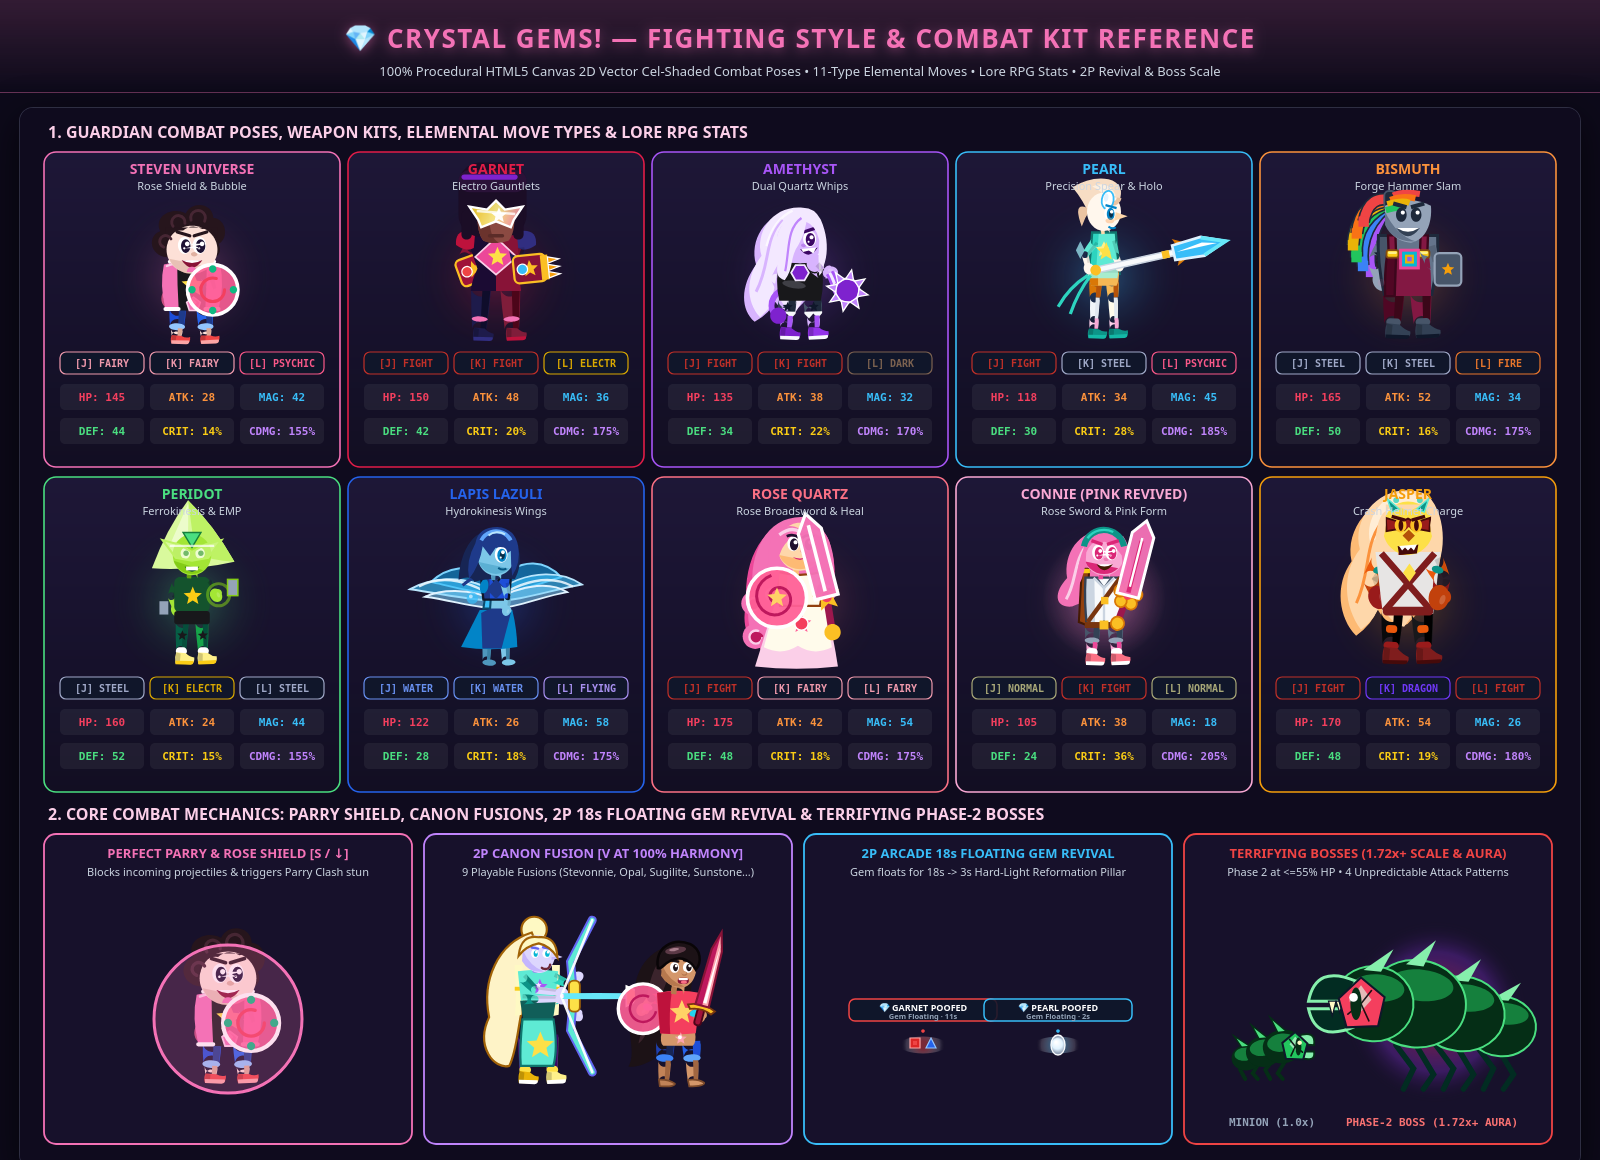 💎 CRYSTAL GEMS! — FIGHTING STYLE & COMBAT KIT REFERENCE
100% Procedural HTML5 Canvas 2D Vector Cel-Shaded Combat Poses • 11-Type Elemental Moves • Lore RPG Stats • 2P Revival & Boss Scale
1. GUARDIAN COMBAT POSES, WEAPON KITS, ELEMENTAL MOVE TYPES & LORE RPG STATS
STEVEN UNIVERSE
Rose Shield & Bubble
[J] FAIRY [K] FAIRY [L] PSYCHIC
HP: 145 ATK: 28 MAG: 42
DEF: 44 CRIT: 14% CDMG: 155%
GARNET
Electro Gauntlets
[J] FIGHT [K] FIGHT [L] ELECTR
HP: 150 ATK: 48 MAG: 36
DEF: 42 CRIT: 20% CDMG: 175%
AMETHYST
Dual Quartz Whips
[J] FIGHT [K] FIGHT [L] DARK
HP: 135 ATK: 38 MAG: 32
DEF: 34 CRIT: 22% CDMG: 170%
PEARL
& Holo
[J] FIGHT [K] STEEL [L] PSYCHIC
HP: 118 ATK: 34 MAG: 45
DEF: 30 CRIT: 28% CDMG: 185%
BISMUTH
Forge Hammer Slam
[J] STEEL [K] STEEL [L] FIRE
HP: 165 ATK: 52 MAG: 34
DEF: 50 CRIT: 16% CDMG: 175%
PERIDOT
& EMP
[J] STEEL [K] ELECTR [L] STEEL
HP: 160 ATK: 24 MAG: 44
DEF: 52 CRIT: 15% CDMG: 155%
LAPIS LAZULI
Hydrokinesis Wings
[J] WATER [K] WATER [L] FLYING
HP: 122 ATK: 26 MAG: 58
DEF: 28 CRIT: 18% CDMG: 175%
ROSE QUARTZ
Rose Broadsword & Heal
[J] FIGHT [K] FAIRY [L] FAIRY
HP: 175 ATK: 42 MAG: 54
DEF: 48 CRIT: 18% CDMG: 175%
CONNIE (PINK REVIVED)
Rose Sword & Pink Form
[J] NORMAL [K] FIGHT [L] NORMAL
HP: 105 ATK: 38 MAG: 18
DEF: 24 CRIT: 36% CDMG: 205%
JASPER
[J] FIGHT [K] DRAGON [L] FIGHT
HP: 170 ATK: 54 MAG: 26
DEF: 48 CRIT: 19% CDMG: 180%
2. CORE COMBAT MECHANICS: PARRY SHIELD, CANON FUSIONS, 2P 18s FLOATING GEM REVIVAL & TERRIFYING PHASE-2 BOSSES
PERFECT PARRY & ROSE SHIELD [S / ↓]
Blocks incoming projectiles & triggers Parry Clash stun
2P CANON FUSION [V AT 100% HARMONY]
9 Playable Fusions (Stevonnie, Opal, Sugilite, Sunstone...)
2P ARCADE 18s FLOATING GEM REVIVAL
Gem floats for 18s -> 3s Hard-Light Reformation Pillar
💎 GARNET POOFED
Gem Floating · 11s
💎 PEARL POOFED
Gem Floating · 2s
TERRIFYING BOSSES (1.72x+ SCALE & AURA)
Phase 2 at <=55% HP • 4 Unpredictable Attack Patterns
MINION (1.0x) PHASE-2 BOSS (1.72x+ AURA)